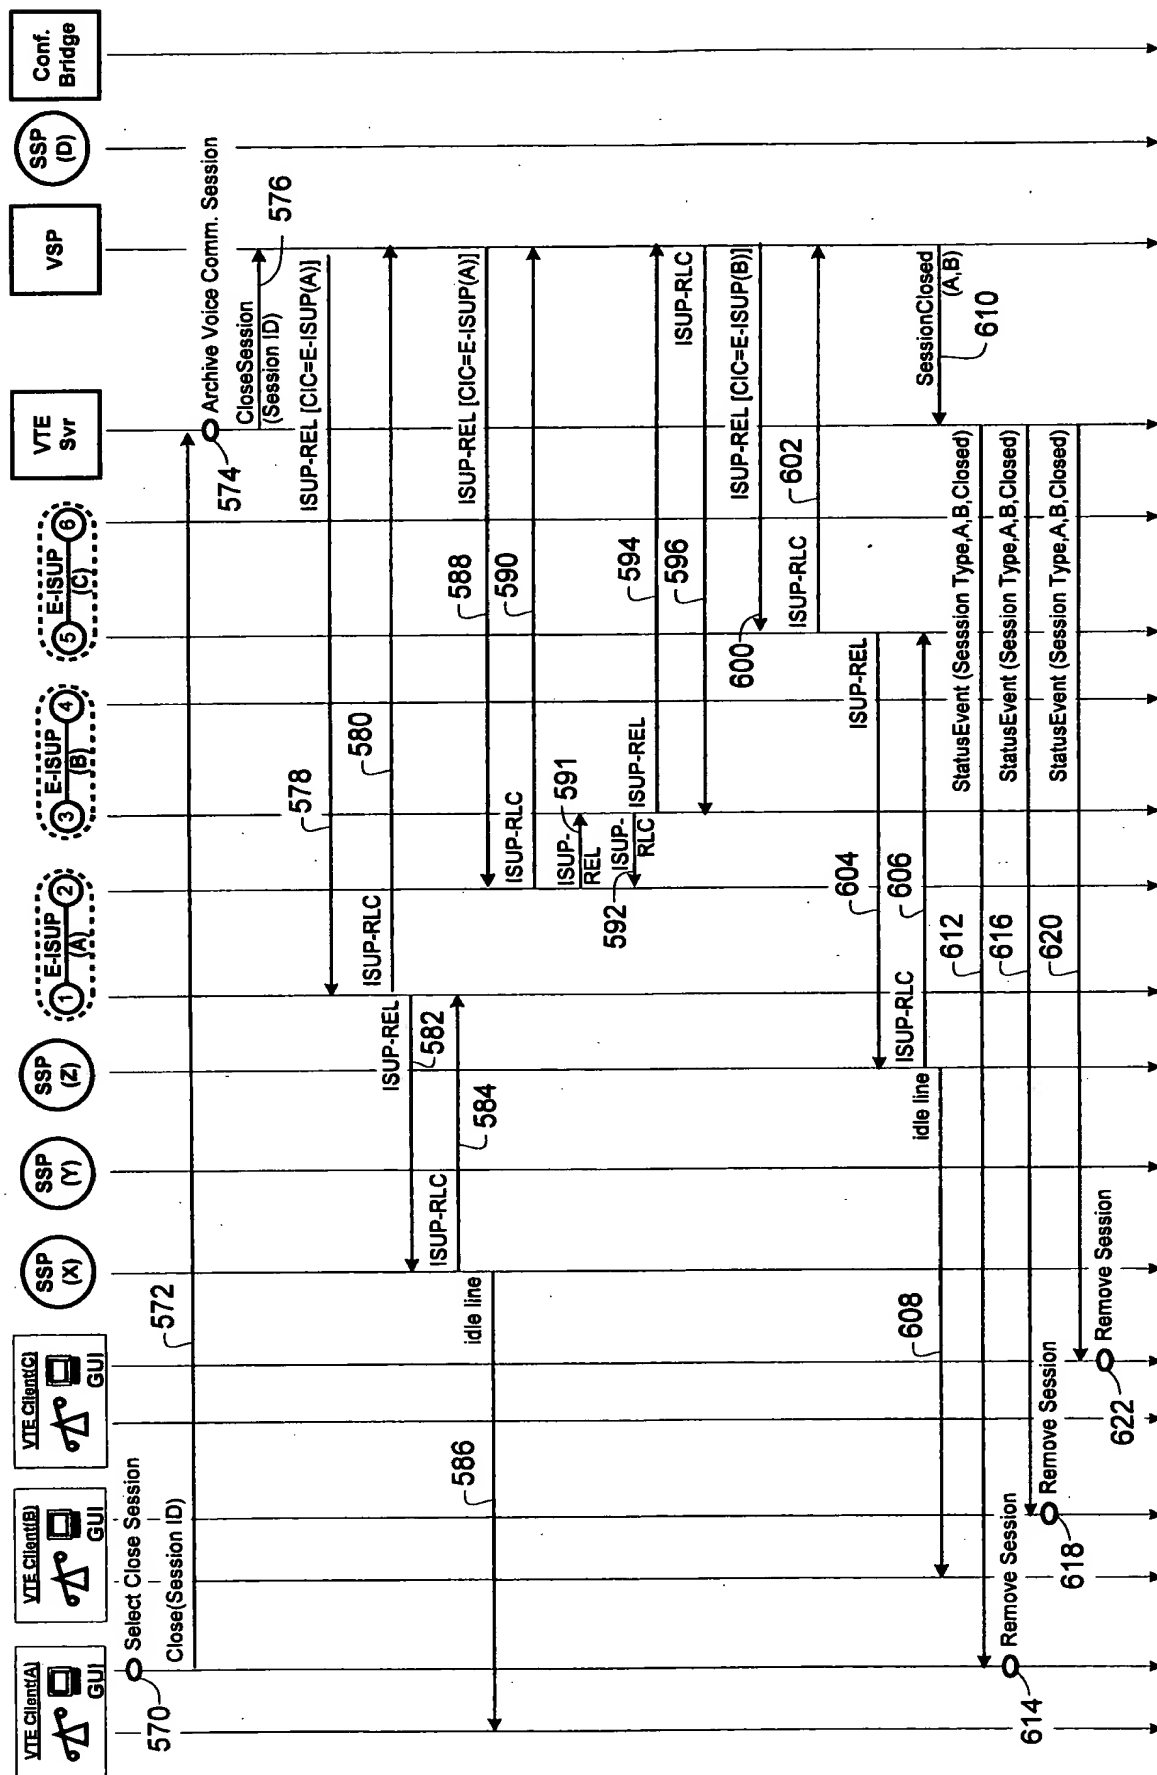 VTE Client(A)
GUI
VTE Client(B)
GUI
VTE Client(C)
GUI
SSP
(X)
SSP
(Y)
SSP
(Z)
1
E-ISUP
(A)
2
3
E-ISUP
(B)
4
5
E-ISUP
(C)
6
VTE
Svr
VSP
SSP
(D)
Conf.
Bridge
Select Close Session
570
Close(Session ID)
572
Archive Voice Comm. Session
574
CloseSession
(Session ID)
576
ISUP-REL [CIC=E-ISUP(A)]
578
ISUP-RLC
580
ISUP-REL
582
ISUP-RLC
584
idle line
586
ISUP-REL [CIC=E-ISUP(A)]
588
ISUP-RLC
590
ISUP-
REL
591
ISUP-
RLC
592
ISUP-REL
594
ISUP-RLC
596
ISUP-REL [CIC=E-ISUP(B)]
600
ISUP-RLC
602
ISUP-REL
604
ISUP-RLC
606
idle line
608
SessionClosed
(A,B)
610
StatusEvent (Sesssion Type,A,B,Closed)
612
Remove Session
614
StatusEvent (Session Type,A,B,Closed)
616
Remove Session
618
StatusEvent (Session Type,A,B,Closed)
620
Remove Session
622